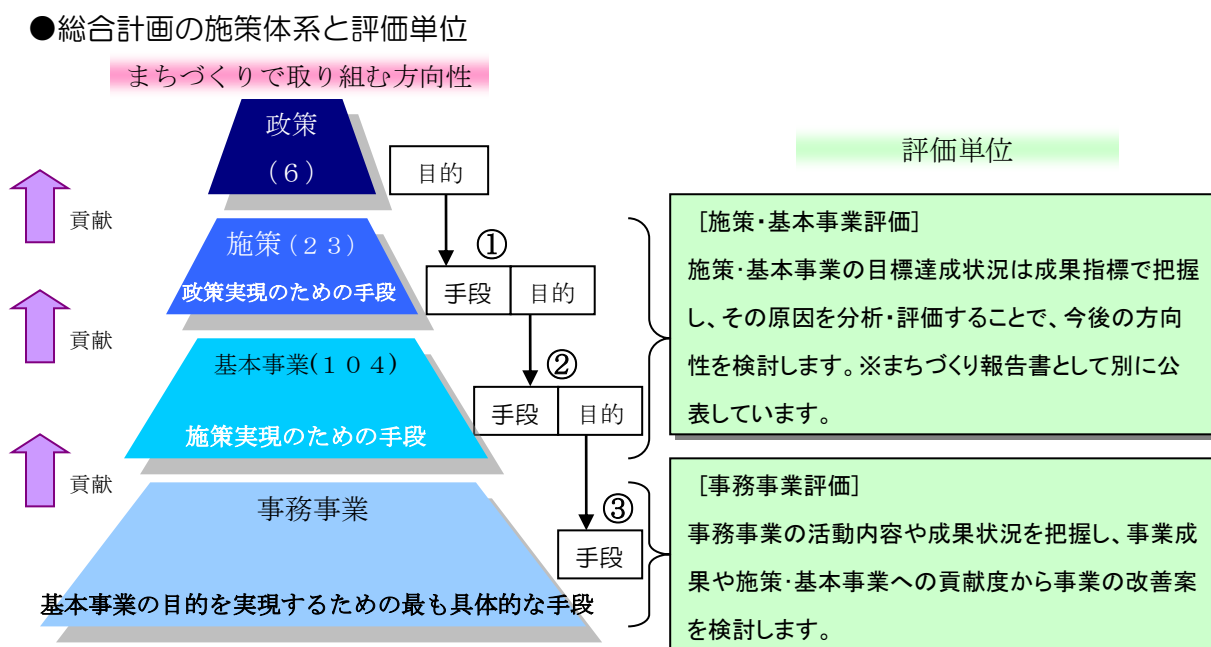 ●総合計画の施策体系と評価単位
まちづくりで取り組む方向性
政策
(6)
目的
貢献
施策(23)
政策実現のための手段
①
手段
目的
貢献
基本事業(104)
施策実現のための手段
②
手段
目的
貢献
事務事業
基本事業の目的を実現するための最も具体的な手段
③
手段
評価単位
[施策・基本事業評価]
施策・基本事業の目標達成状況は成果指標で把握
し、その原因を分析・評価することで、今後の方向
性を検討します。※まちづくり報告書として別に公
表しています。
[事務事業評価]
事務事業の活動内容や成果状況を把握し、事業成
果や施策・基本事業への貢献度から事業の改善案
を検討します。